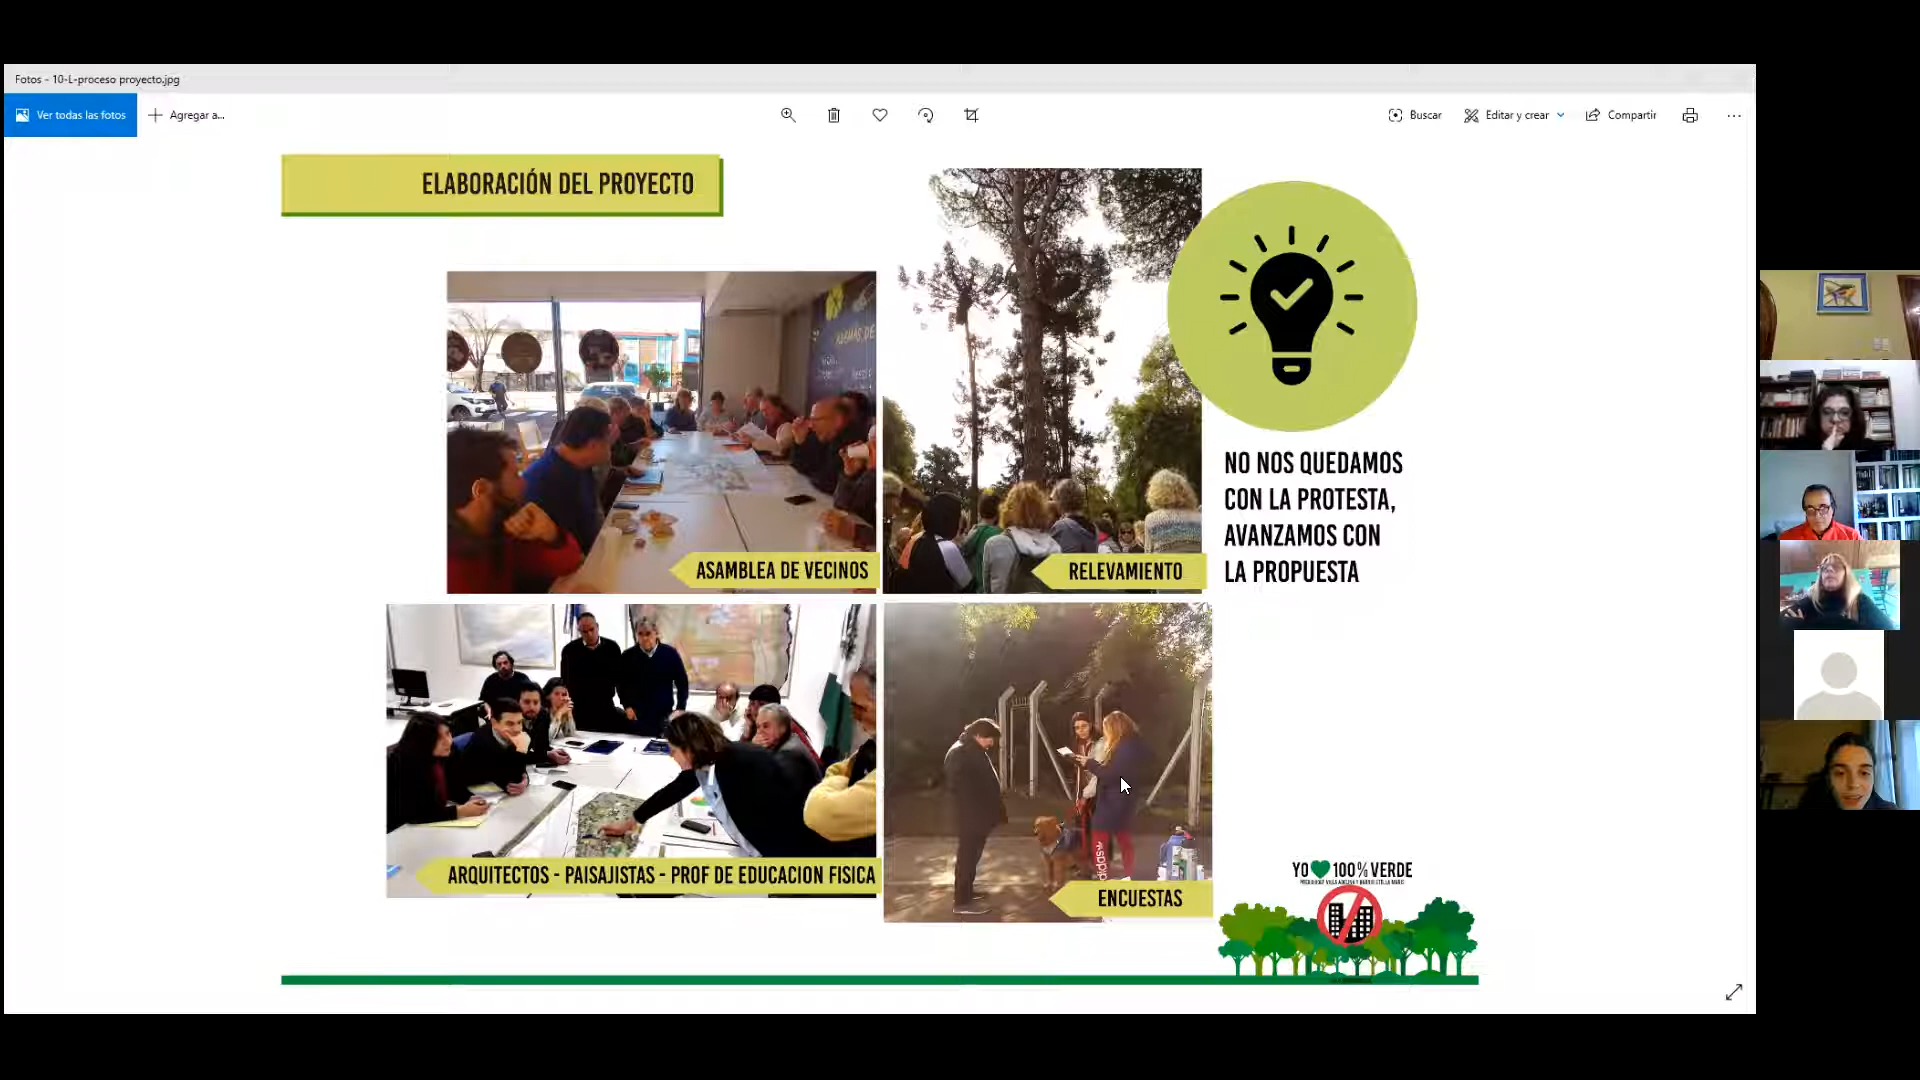 Fotos - 10-L-proceso proyecto.jpg
Ver todas las fotos
Agregar a...
Buscar
Editar y crear
Compartir
ELABORACIÓN DEL PROYECTO
ASAMBLEA DE VECINOS
RELEVAMIENTO
NO NOS QUEDAMOS
CON LA PROTESTA,
AVANZAMOS CON
LA PROPUESTA
ARQUITECTOS - PAISAJISTAS - PROF DE EDUCACION FISICA
adidas
ENCUESTAS
YO 100% VERDE